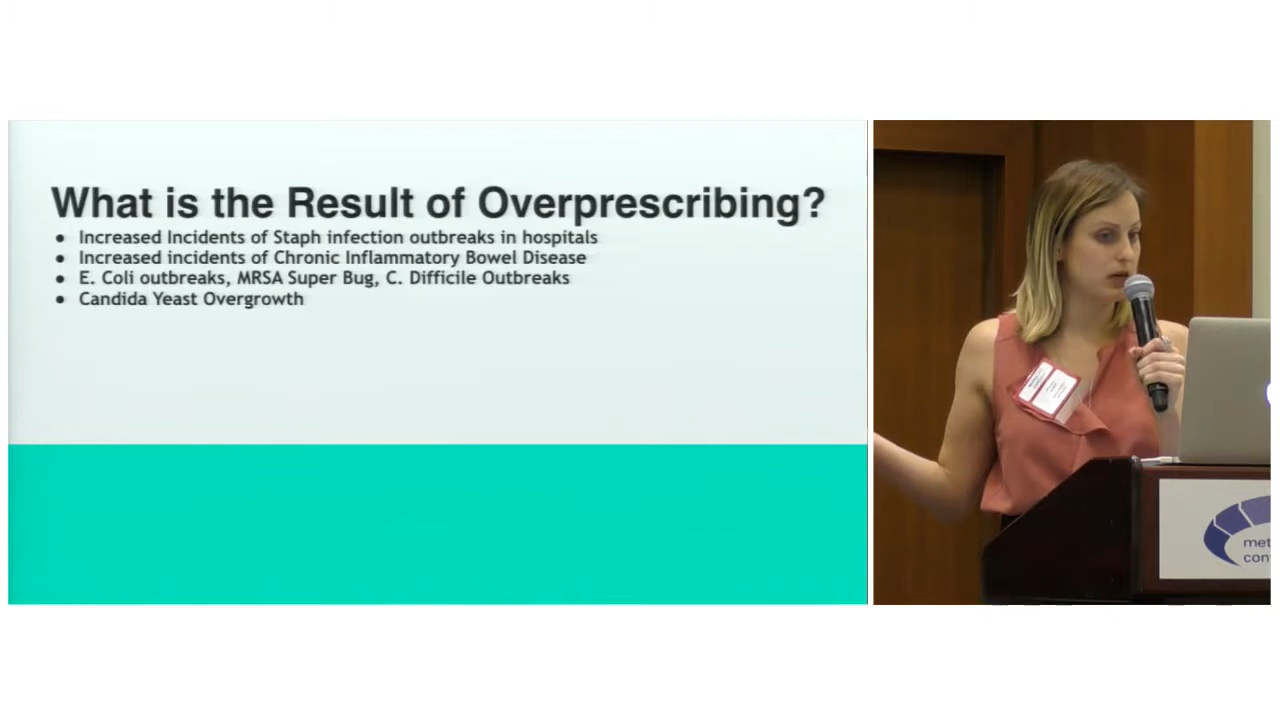 What is the Result of Overprescribing?
● Increased Incidents of Staph infection outbreaks in hospitals
● Increased incidents of Chronic Inflammatory Bowel Disease
● E. Coli outbreaks, MRSA Super Bug, C. Difficile Outbreaks
● Candida Yeast Overgrowth
met
con